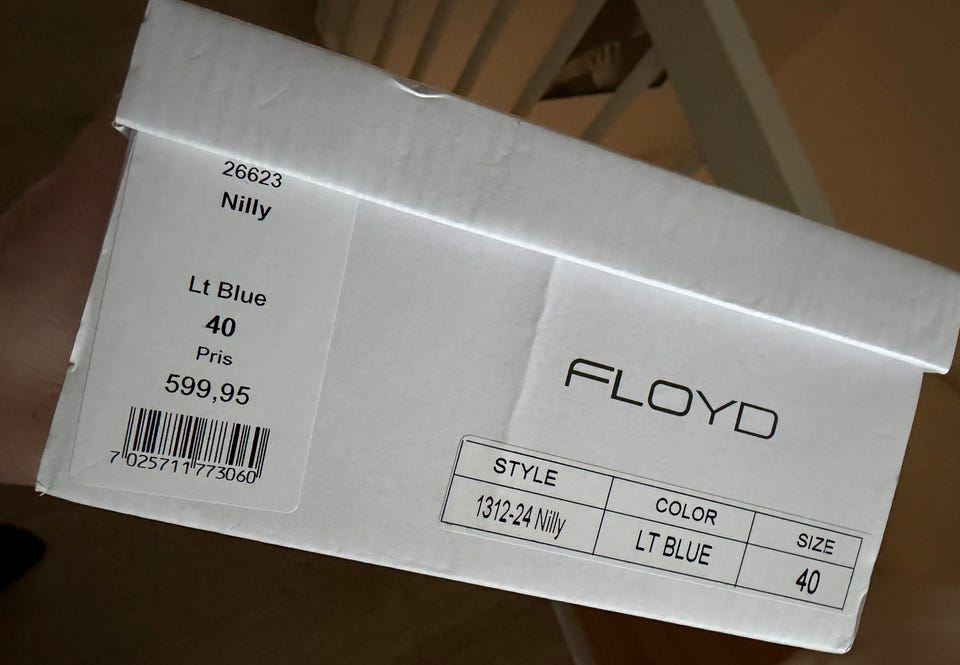 26623
Nilly
Lt Blue
40
Pris
599,95
7 025711 773060
FLOYD
STYLE COLOR SIZE
1312-24 Nilly LT BLUE 40